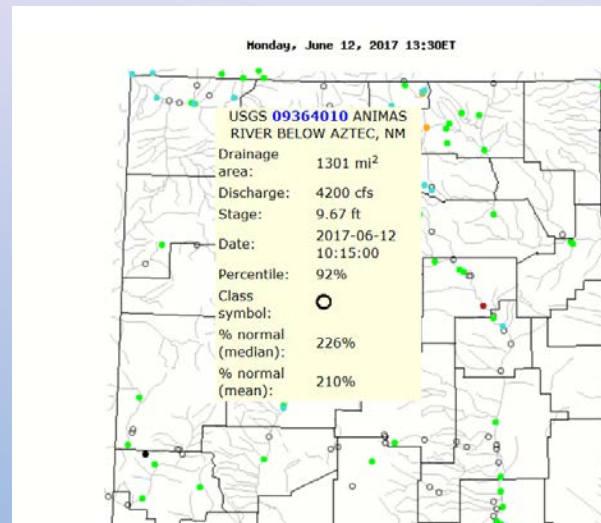 Monday, June 12, 2017 13:30ET
USGS 09364010 ANIMAS
RIVER BELOW AZTEC, NM
Drainage
area: 1301 mi²
Discharge: 4200 cfs
Stage: 9.67 ft
Date: 2017-06-12
10:15:00
Percentile: 92%
Class
symbol:
% normal
(median): 226%
% normal
(mean): 210%